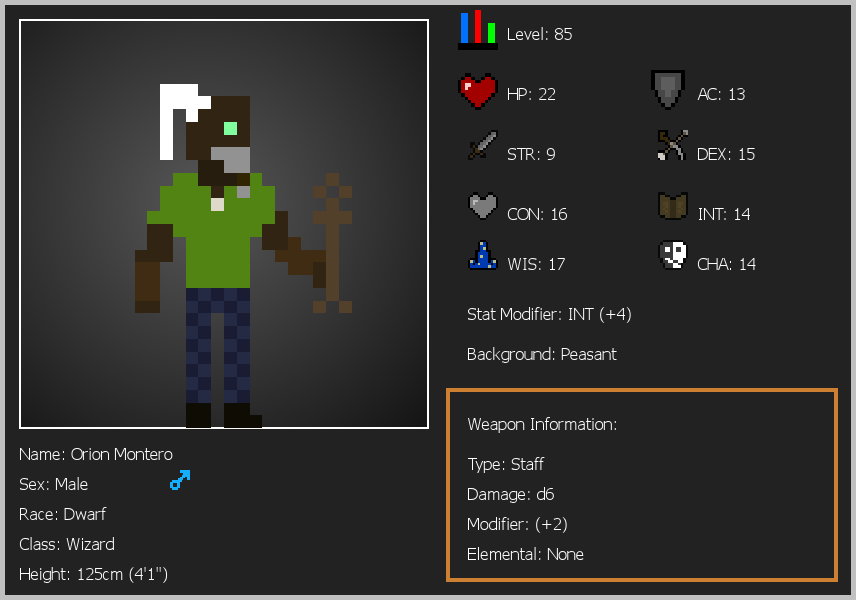 Level: 85
HP: 22
AC: 13
STR: 9
DEX: 15
CON: 16
INT: 14
WIS: 17
CHA: 14
Stat Modifier: INT (+4)
Background: Peasant
Weapon Information:
Type: Staff
Damage: d6
Modifier: (+2)
Elemental: None
Name: Orion Montero
Sex: Male
Race: Dwarf
Class: Wizard
Height: 125cm (4'1")